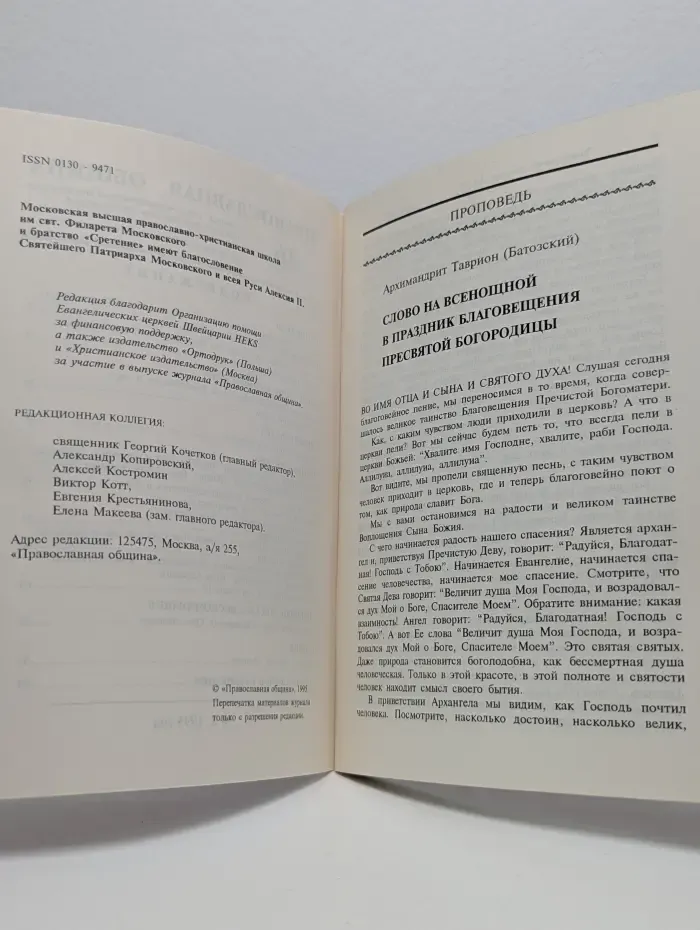 ISSN 0130 - 9471
Московская высшая православно-христианская школа
им свт. Филарета Московского
и братство «Сретение» имеют благословение
Святейшего Патриарха Московского и всея Руси Алексия II.
Редакция благодарит Организацию помощи
Евангелических церквей Швейцарии HEKS
за финансовую поддержку,
а также издательство «Ортодрук» (Польша)
и «Христианское издательство» (Москва)
за участие в выпуске журнала «Православная община».
РЕДАКЦИОННАЯ КОЛЛЕГИЯ:
священник Георгий Кочетков (главный редактор),
Александр Копировский,
Алексей Костромин
Виктор Котт,
Евгения Крестьянинова,
Елена Макеева (зам. главного редактора).
Адрес редакции: 125475, Москва, а/я 255,
«Православная община».
© «Православная община», 1995
Перепечатка материалов журнала
только с разрешения редакции.
ПРОПОВЕДЬ
Архимандрит Таврион (Батозский)
СЛОВО НА ВСЕНОЩНОЙ
В ПРАЗДНИК БЛАГОВЕЩЕНИЯ
ПРЕСВЯТОЙ БОГОРОДИЦЫ
ВО ИМЯ ОТЦА И СЫНА И СВЯТОГО ДУХА! Слушая сегодня
благоговейное пение, мы переносимся в то время, когда совер-
шалось великое таинство Благовещения Пречистой Богоматери.
Как, с каким чувством люди приходили в церковь? А что в
церкви пели? Вот мы сейчас будем петь то, что всегда пели в
церкви Божьей: “Хвалите имя Господне, хвалите, раби Господа.
Аллилуиа, аллилуиа, аллилуиа”.
Вот видите, мы пропели священную песнь, с таким чувством
человек приходит в церковь, где и теперь благоговейно поют о
том, как природа славит Бога.
Мы с вами остановимся на радости и великом таинстве
Воплощения Сына Божия.
С чего начинается радость нашего спасения? Является архан-
гел и, приветствуя Пречистую Деву, говорит: “Радуйся, Благодат-
ная! Господь с Тобою”. Начинается Евангелие, начинается спа-
сение человечества, начинается мое спасение. Смотрите, что
Святая Дева говорит: “Величит душа Моя Господа, и возрадовал-
ся дух Мой о Боге, Спасителе Моем”. Обратите внимание: какая
взаимность! Ангел говорит: “Радуйся, Благодатная! Господь с
Тобою”. А вот Ее слова “Величит душа Моя Господа, и возра-
довался дух Мой о Боге, Спасителе Моем”. Это святая святых.
Даже природа становится богоподобна, как бессмертная душа
человеческая. Только в этой красоте, в этой полноте и святости
человек находит смысл своего бытия.
В приветствии Архангела мы видим, как Господь почтил
человека. Посмотрите, насколько достоин, насколько велик,